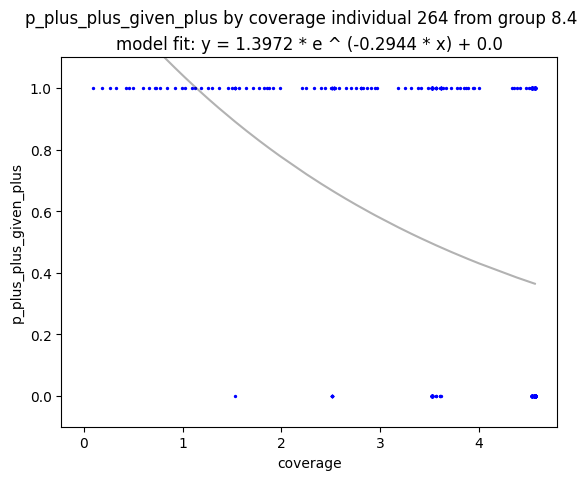 p_plus_plus_given_plus by coverage individual 264 from group 8.4
model fit: y = 1.3972 * e ^ (-0.2944 * x) + 0.0
p_plus_plus_given_plus
1.0
0.8
0.6
0.4
0.2
0.0
0 1 2 3 4
coverage